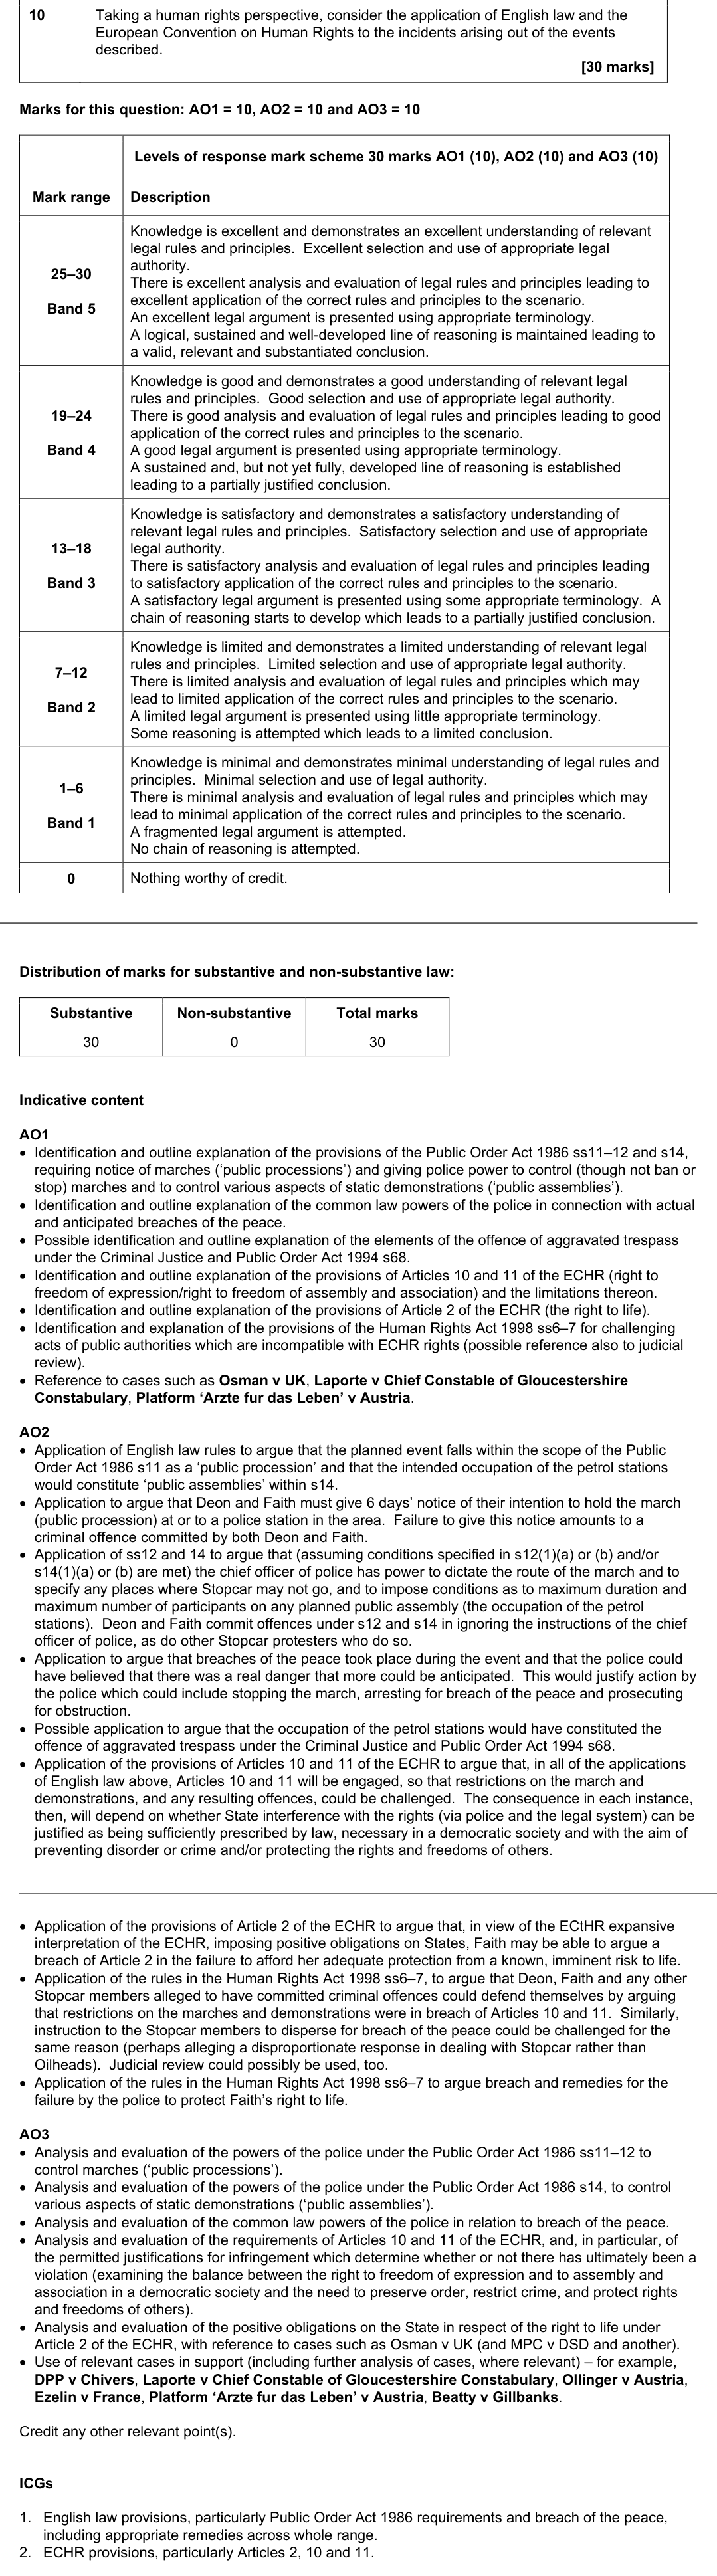 10 Taking a human rights perspective, consider the application of English law and the
European Convention on Human Rights to the incidents arising out of the events
described.
[30 marks]
Marks for this question: AO1 = 10, AO2 = 10 and AO3 = 10
Levels of response mark scheme 30 marks AO1 (10), AO2 (10) and AO3 (10)
Mark range Description
25–30
Band 5
Knowledge is excellent and demonstrates an excellent understanding of relevant
legal rules and principles. Excellent selection and use of appropriate legal
authority.
There is excellent analysis and evaluation of legal rules and principles leading to
excellent application of the correct rules and principles to the scenario.
An excellent legal argument is presented using appropriate terminology.
A logical, sustained and well-developed line of reasoning is maintained leading to
a valid, relevant and substantiated conclusion.
19–24
Band 4
Knowledge is good and demonstrates a good understanding of relevant legal
rules and principles. Good selection and use of appropriate legal authority.
There is good analysis and evaluation of legal rules and principles leading to good
application of the correct rules and principles to the scenario.
A good legal argument is presented using appropriate terminology.
A sustained and, but not yet fully, developed line of reasoning is established
leading to a partially justified conclusion.
13–18
Band 3
Knowledge is satisfactory and demonstrates a satisfactory understanding of
relevant legal rules and principles. Satisfactory selection and use of appropriate
legal authority.
There is satisfactory analysis and evaluation of legal rules and principles leading
to satisfactory application of the correct rules and principles to the scenario.
A satisfactory legal argument is presented using some appropriate terminology. A
chain of reasoning starts to develop which leads to a partially justified conclusion.
7–12
Band 2
Knowledge is limited and demonstrates a limited understanding of relevant legal
rules and principles. Limited selection and use of appropriate legal authority.
There is limited analysis and evaluation of legal rules and principles which may
lead to limited application of the correct rules and principles to the scenario.
A limited legal argument is presented using little appropriate terminology.
Some reasoning is attempted which leads to a limited conclusion.
1–6
Band 1
Knowledge is minimal and demonstrates minimal understanding of legal rules and
principles. Minimal selection and use of legal authority.
There is minimal analysis and evaluation of legal rules and principles which may
lead to minimal application of the correct rules and principles to the scenario.
A fragmented legal argument is attempted.
No chain of reasoning is attempted.
0 Nothing worthy of credit.
Distribution of marks for substantive and non-substantive law:
Substantive Non-substantive Total marks
30 0 30
Indicative content
AO1
• Identification and outline explanation of the provisions of the Public Order Act 1986 ss11–12 and s14,
requiring notice of marches (‘public processions’) and giving police power to control (though not ban or
stop) marches and to control various aspects of static demonstrations (‘public assemblies’).
• Identification and outline explanation of the common law powers of the police in connection with actual
and anticipated breaches of the peace.
• Possible identification and outline explanation of the elements of the offence of aggravated trespass
under the Criminal Justice and Public Order Act 1994 s68.
• Identification and outline explanation of the provisions of Articles 10 and 11 of the ECHR (right to
freedom of expression/right to freedom of assembly and association) and the limitations thereon.
• Identification and outline explanation of the provisions of Article 2 of the ECHR (the right to life).
• Identification and explanation of the provisions of the Human Rights Act 1998 ss6–7 for challenging
acts of public authorities which are incompatible with ECHR rights (possible reference also to judicial
review).
• Reference to cases such as Osman v UK, Laporte v Chief Constable of Gloucestershire
Constabulary, Platform ‘Arzte fur das Leben’ v Austria.
AO2
• Application of English law rules to argue that the planned event falls within the scope of the Public
Order Act 1986 s11 as a ‘public procession’ and that the intended occupation of the petrol stations
would constitute ‘public assemblies’ within s14.
• Application to argue that Deon and Faith must give 6 days’ notice of their intention to hold the march
(public procession) at or to a police station in the area. Failure to give this notice amounts to a
criminal offence committed by both Deon and Faith.
• Application of ss12 and 14 to argue that (assuming conditions specified in s12(1)(a) or (b) and/or
s14(1)(a) or (b) are met) the chief officer of police has power to dictate the route of the march and to
specify any places where Stopcar may not go, and to impose conditions as to maximum duration and
maximum number of participants on any planned public assembly (the occupation of the petrol
stations). Deon and Faith commit offences under s12 and s14 in ignoring the instructions of the chief
officer of police, as do other Stopcar protesters who do so.
• Application to argue that breaches of the peace took place during the event and that the police could
have believed that there was a real danger that more could be anticipated. This would justify action by
the police which could include stopping the march, arresting for breach of the peace and prosecuting
for obstruction.
• Possible application to argue that the occupation of the petrol stations would have constituted the
offence of aggravated trespass under the Criminal Justice and Public Order Act 1994 s68.
• Application of the provisions of Articles 10 and 11 of the ECHR to argue that, in all of the applications
of English law above, Articles 10 and 11 will be engaged, so that restrictions on the march and
demonstrations, and any resulting offences, could be challenged. The consequence in each instance,
then, will depend on whether State interference with the rights (via police and the legal system) can be
justified as being sufficiently prescribed by law, necessary in a democratic society and with the aim of
preventing disorder or crime and/or protecting the rights and freedoms of others.
• Application of the provisions of Article 2 of the ECHR to argue that, in view of the ECtHR expansive
interpretation of the ECHR, imposing positive obligations on States, Faith may be able to argue a
breach of Article 2 in the failure to afford her adequate protection from a known, imminent risk to life.
• Application of the rules in the Human Rights Act 1998 ss6–7, to argue that Deon, Faith and any other
Stopcar members alleged to have committed criminal offences could defend themselves by arguing
that restrictions on the marches and demonstrations were in breach of Articles 10 and 11. Similarly,
instruction to the Stopcar members to disperse for breach of the peace could be challenged for the
same reason (perhaps alleging a disproportionate response in dealing with Stopcar rather than
Oilheads). Judicial review could possibly be used, too.
• Application of the rules in the Human Rights Act 1998 ss6–7 to argue breach and remedies for the
failure by the police to protect Faith’s right to life.
AO3
• Analysis and evaluation of the powers of the police under the Public Order Act 1986 ss11–12 to
control marches (‘public processions’).
• Analysis and evaluation of the powers of the police under the Public Order Act 1986 s14, to control
various aspects of static demonstrations (‘public assemblies’).
• Analysis and evaluation of the common law powers of the police in relation to breach of the peace.
• Analysis and evaluation of the requirements of Articles 10 and 11 of the ECHR, and, in particular, of
the permitted justifications for infringement which determine whether or not there has ultimately been a
violation (examining the balance between the right to freedom of expression and to assembly and
association in a democratic society and the need to preserve order, restrict crime, and protect rights
and freedoms of others).
• Analysis and evaluation of the positive obligations on the State in respect of the right to life under
Article 2 of the ECHR, with reference to cases such as Osman v UK (and MPC v DSD and another).
• Use of relevant cases in support (including further analysis of cases, where relevant) – for example,
DPP v Chivers, Laporte v Chief Constable of Gloucestershire Constabulary, Ollinger v Austria,
Ezelin v France, Platform ‘Arzte fur das Leben’ v Austria, Beatty v Gillbanks.
Credit any other relevant point(s).
ICGs
1. English law provisions, particularly Public Order Act 1986 requirements and breach of the peace,
including appropriate remedies across whole range.
2. ECHR provisions, particularly Articles 2, 10 and 11.